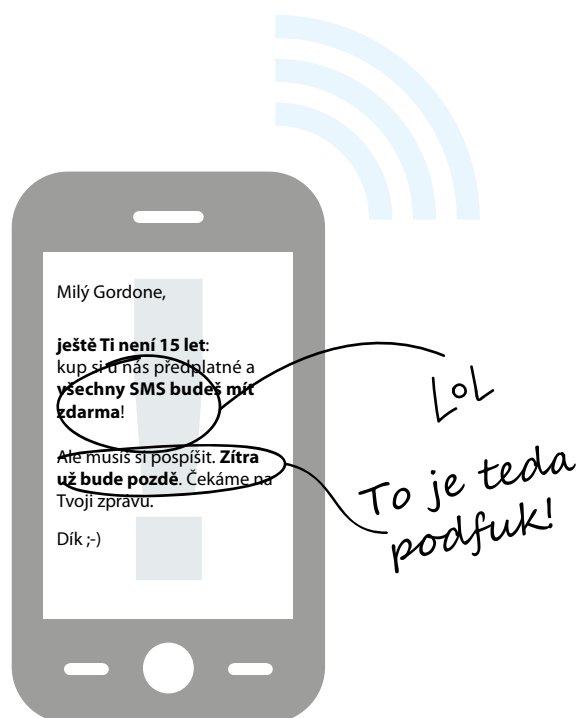 Milý Gordone,
ještě Ti není 15 let:
kup si u nás předplatné a
všechny SMS budeš mít
zdarma!
Ale musíš si pospíšit. Zítra
už bude pozdě. Čekáme na
Tvoji zprávu.
Dík ;-)
LoL
To je teda
podfuk!